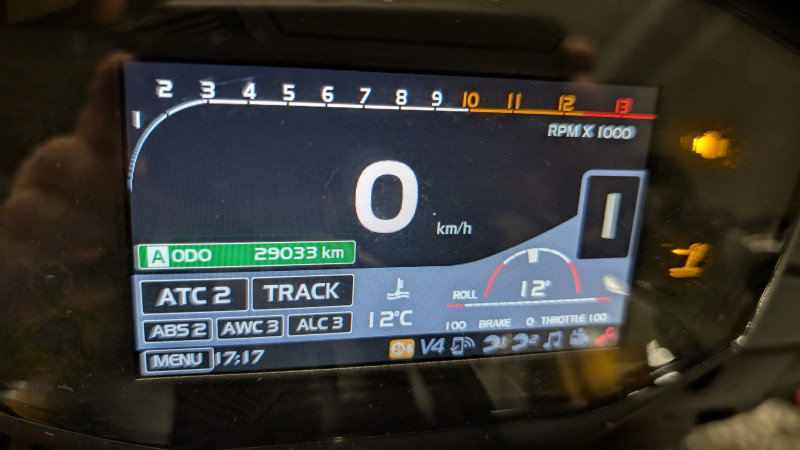 1 2 3 4 5 6 7 8 9 10 11 12 13
RPM X 1000
0 km/h
1
A ODO 29033 km
ATC 2 TRACK
ABS 2 AWC 3 ALC 3
12°C
ROLL 12°
100 BRAKE 0 THROTTLE 100
MENU 17:17
V4